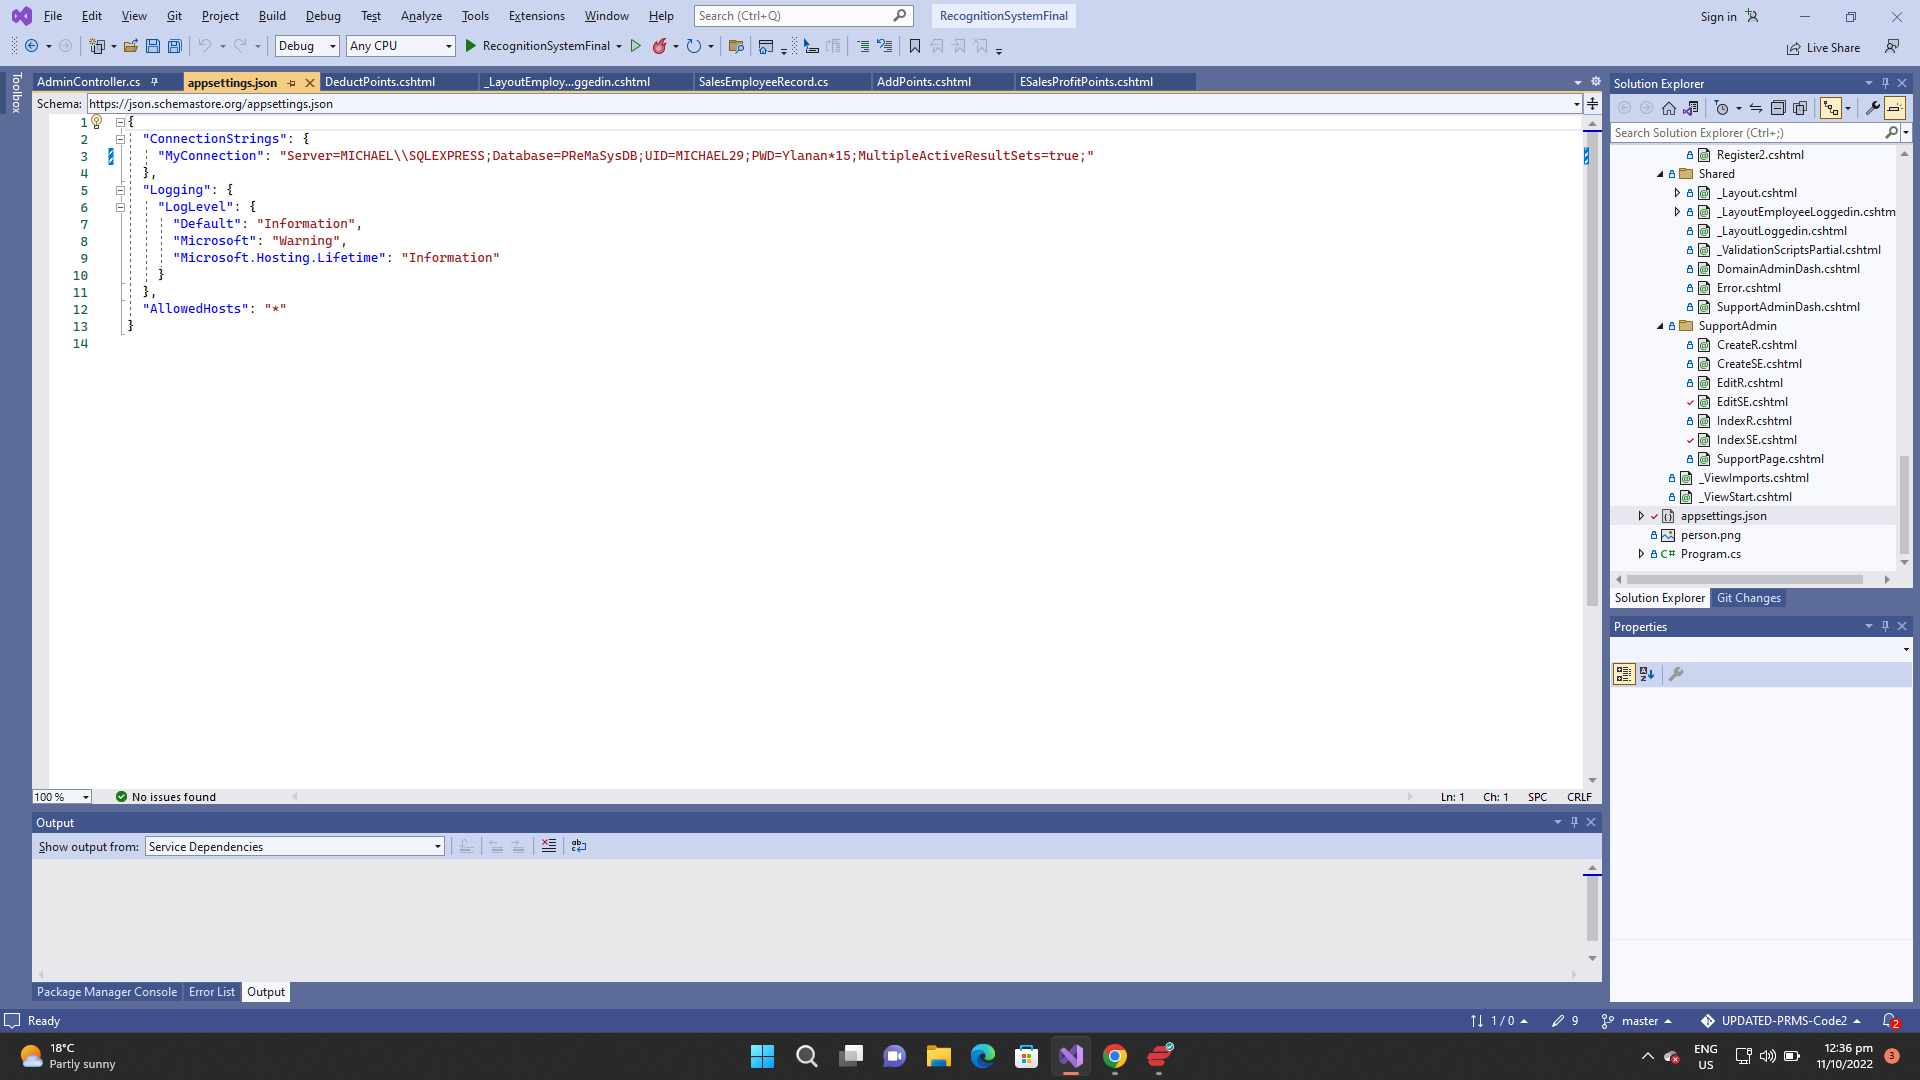 File Edit View Git Project Build Debug Test Analyze Tools Extensions Window Help Search (Ctrl+Q) RecognitionSystemFinal Sign in
Debug Any CPU RecognitionSystemFinal Live Share
Toolbox
AdminController.cs appsettings.json DeductPoints.cshtml _LayoutEmploy...ggedin.cshtml SalesEmployeeRecord.cs AddPoints.cshtml ESalesProfitPoints.cshtml
Schema: https://json.schemastore.org/appsettings.json
1 {
2 "ConnectionStrings": {
3 "MyConnection": "Server=MICHAEL\\SQLEXPRESS;Database=PReMaSysDB;UID=MICHAEL29;PWD=Ylanan*15;MultipleActiveResultSets=true;"
4 },
5 "Logging": {
6 "LogLevel": {
7 "Default": "Information",
8 "Microsoft": "Warning",
9 "Microsoft.Hosting.Lifetime": "Information"
10 }
11 },
12 "AllowedHosts": "*"
13 }
14
100 % No issues found Ln: 1 Ch: 1 SPC CRLF
Output
Show output from: Service Dependencies
Package Manager Console Error List Output
Solution Explorer
Search Solution Explorer (Ctrl+;)
Register2.cshtml
Shared
_Layout.cshtml
_LayoutEmployeeLoggedin.cshtm
_LayoutLoggedin.cshtml
_ValidationScriptsPartial.cshtml
DomainAdminDash.cshtml
Error.cshtml
SupportAdminDash.cshtml
SupportAdmin
CreateR.cshtml
CreateSE.cshtml
EditR.cshtml
EditSE.cshtml
IndexR.cshtml
IndexSE.cshtml
SupportPage.cshtml
_ViewImports.cshtml
_ViewStart.cshtml
appsettings.json
person.png
C# Program.cs
Solution Explorer Git Changes
Properties
Ready 1 / 0 9 master UPDATED-PRMS-Code2 2
18°C
Partly sunny
ENG
US
12:36 pm
11/10/2022
3